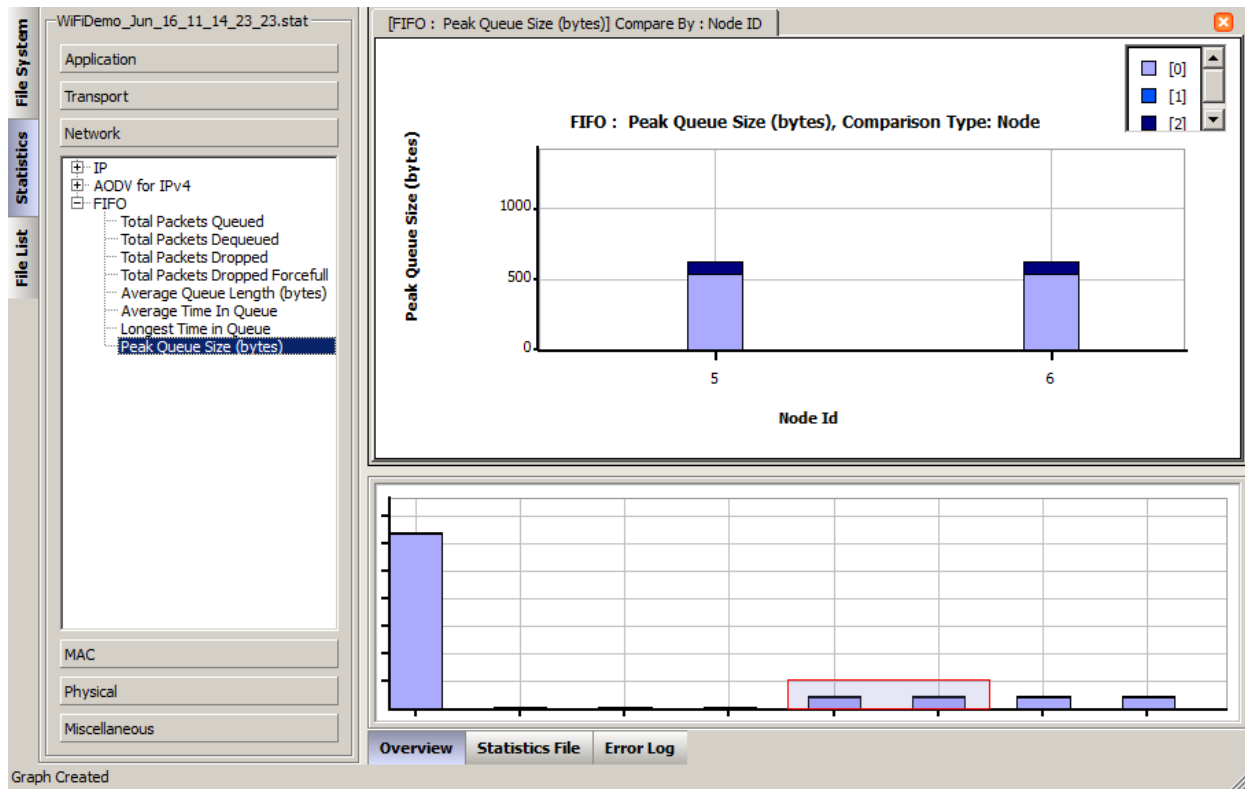 File System
Statistics
File List
WiFiDemo_Jun_16_11_14_23_23.stat
Application
Transport
Network
IP
AODV for IPv4
FIFO
Total Packets Queued
Total Packets Dequeued
Total Packets Dropped
Total Packets Dropped Forcefull
Average Queue Length (bytes)
Average Time In Queue
Longest Time in Queue
Peak Queue Size (bytes)
MAC
Physical
Miscellaneous
[FIFO : Peak Queue Size (bytes)] Compare By : Node ID
[0]
[1]
[2]
FIFO : Peak Queue Size (bytes), Comparison Type: Node
Peak Queue Size (bytes)
1000
500
0
5 6
Node Id
Overview Statistics File Error Log
Graph Created